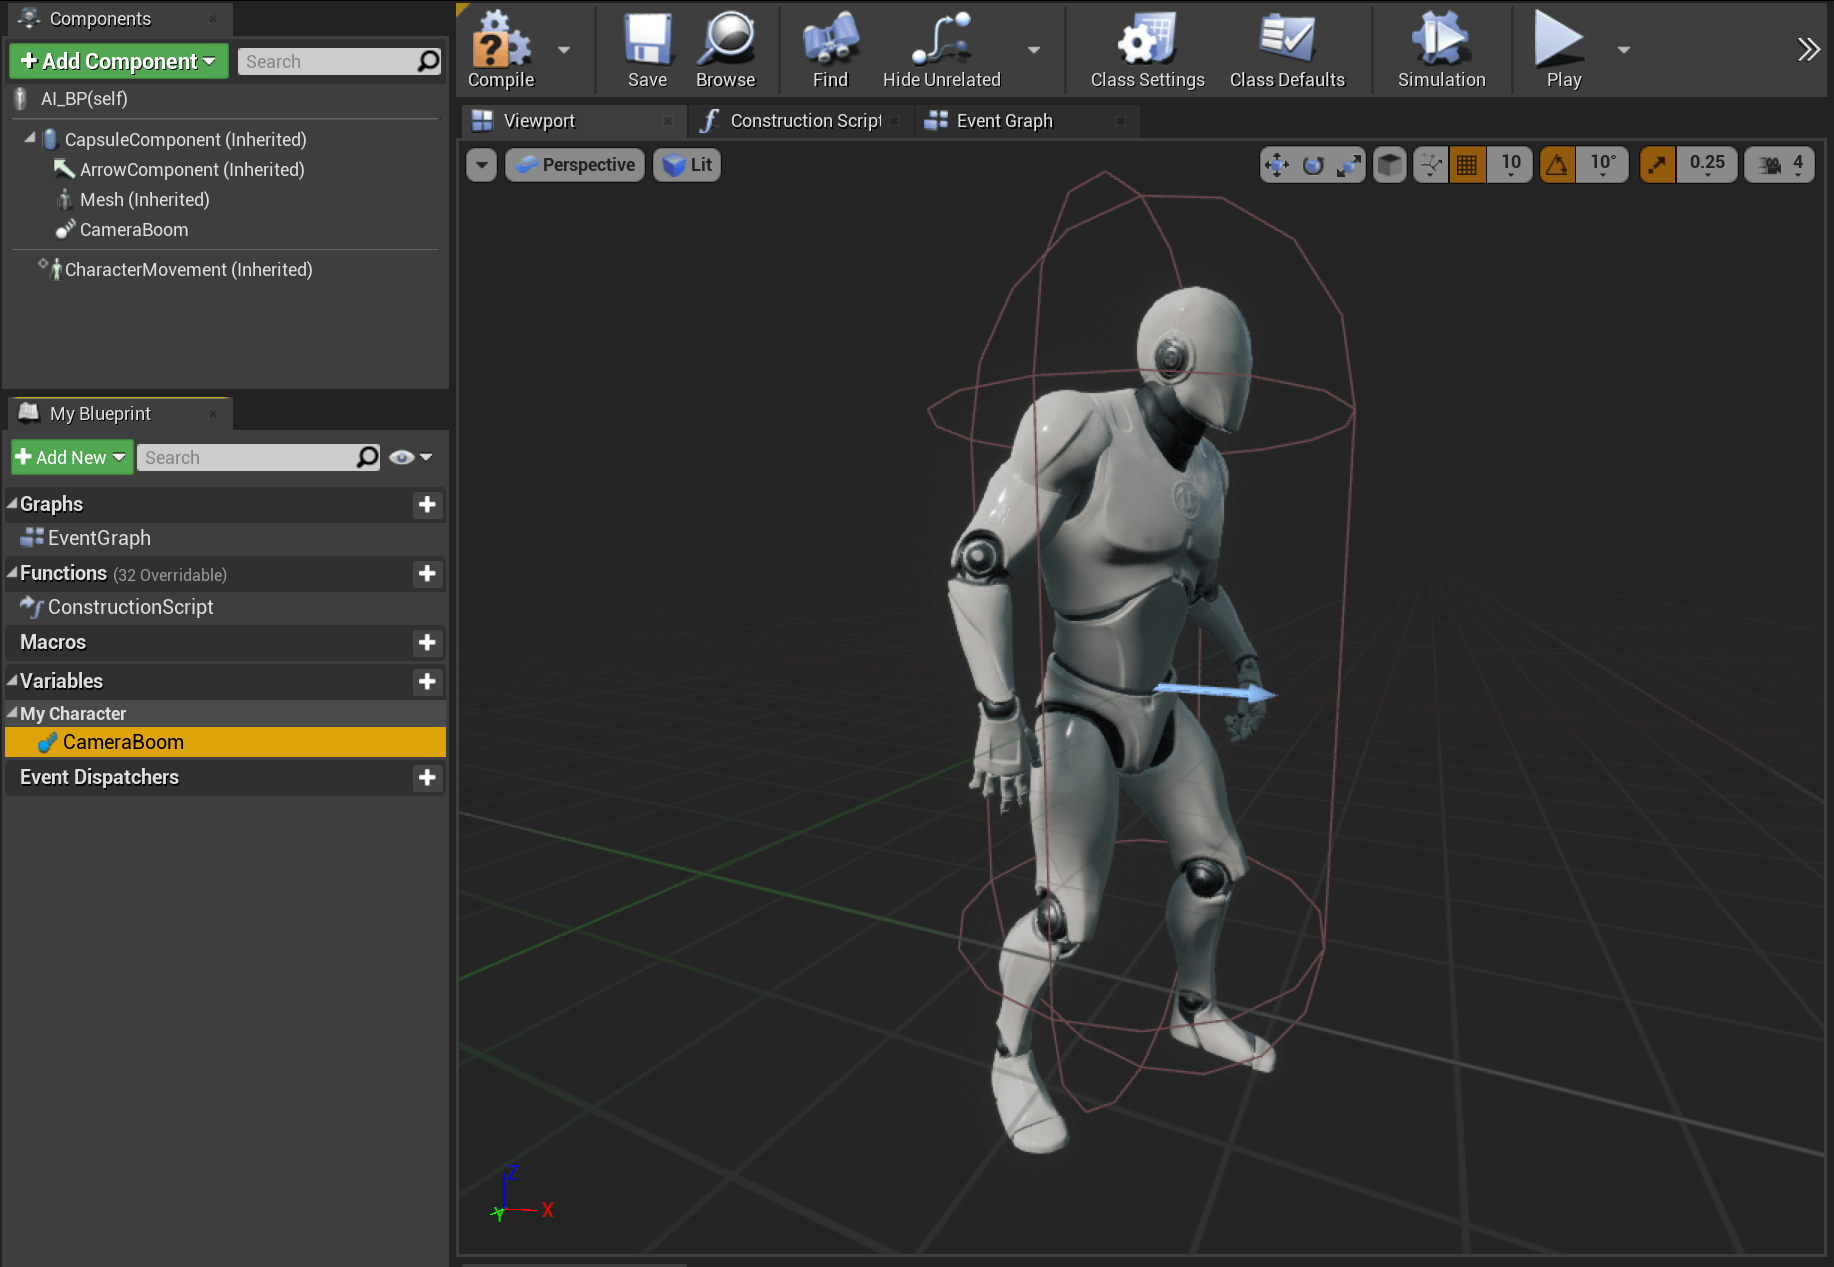 Components
Add Component
Search
AI_BP(self)
CapsuleComponent (Inherited)
ArrowComponent (Inherited)
Mesh (Inherited)
CameraBoom
CharacterMovement (Inherited)
My Blueprint
Add New
Search
Graphs
EventGraph
Functions (32 Overridable)
ConstructionScript
Macros
Variables
My Character
CameraBoom
Event Dispatchers
Compile
Save
Browse
Find
Hide Unrelated
Class Settings
Class Defaults
Simulation
Play
Viewport
Construction Script
Event Graph
Perspective
Lit
10
10°
0.25
4
Z
Y
X